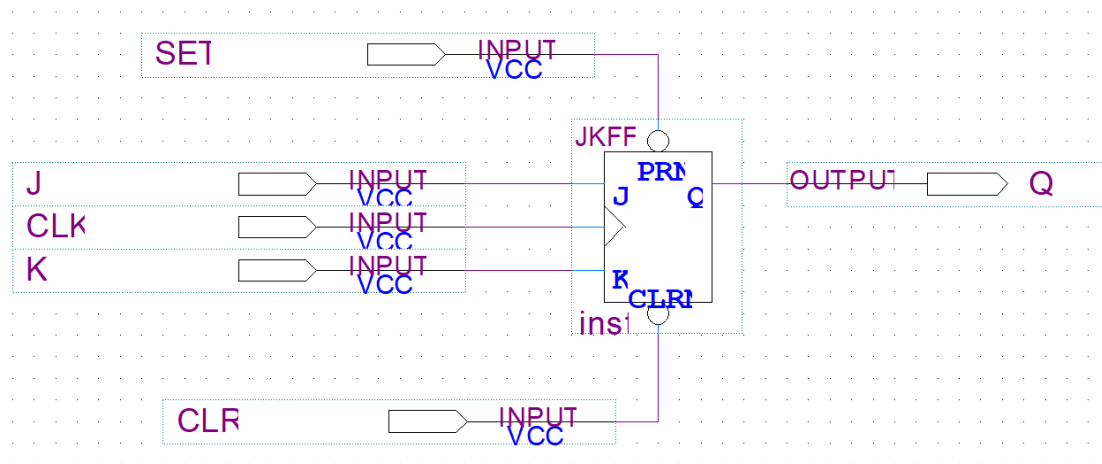 SET INPUT
VCC
JKFF
PRN
J INPUT
VCC
J Q
OUTPUT Q
CLK INPUT
VCC
K INPUT
VCC
K
CLRN
inst
CLR INPUT
VCC